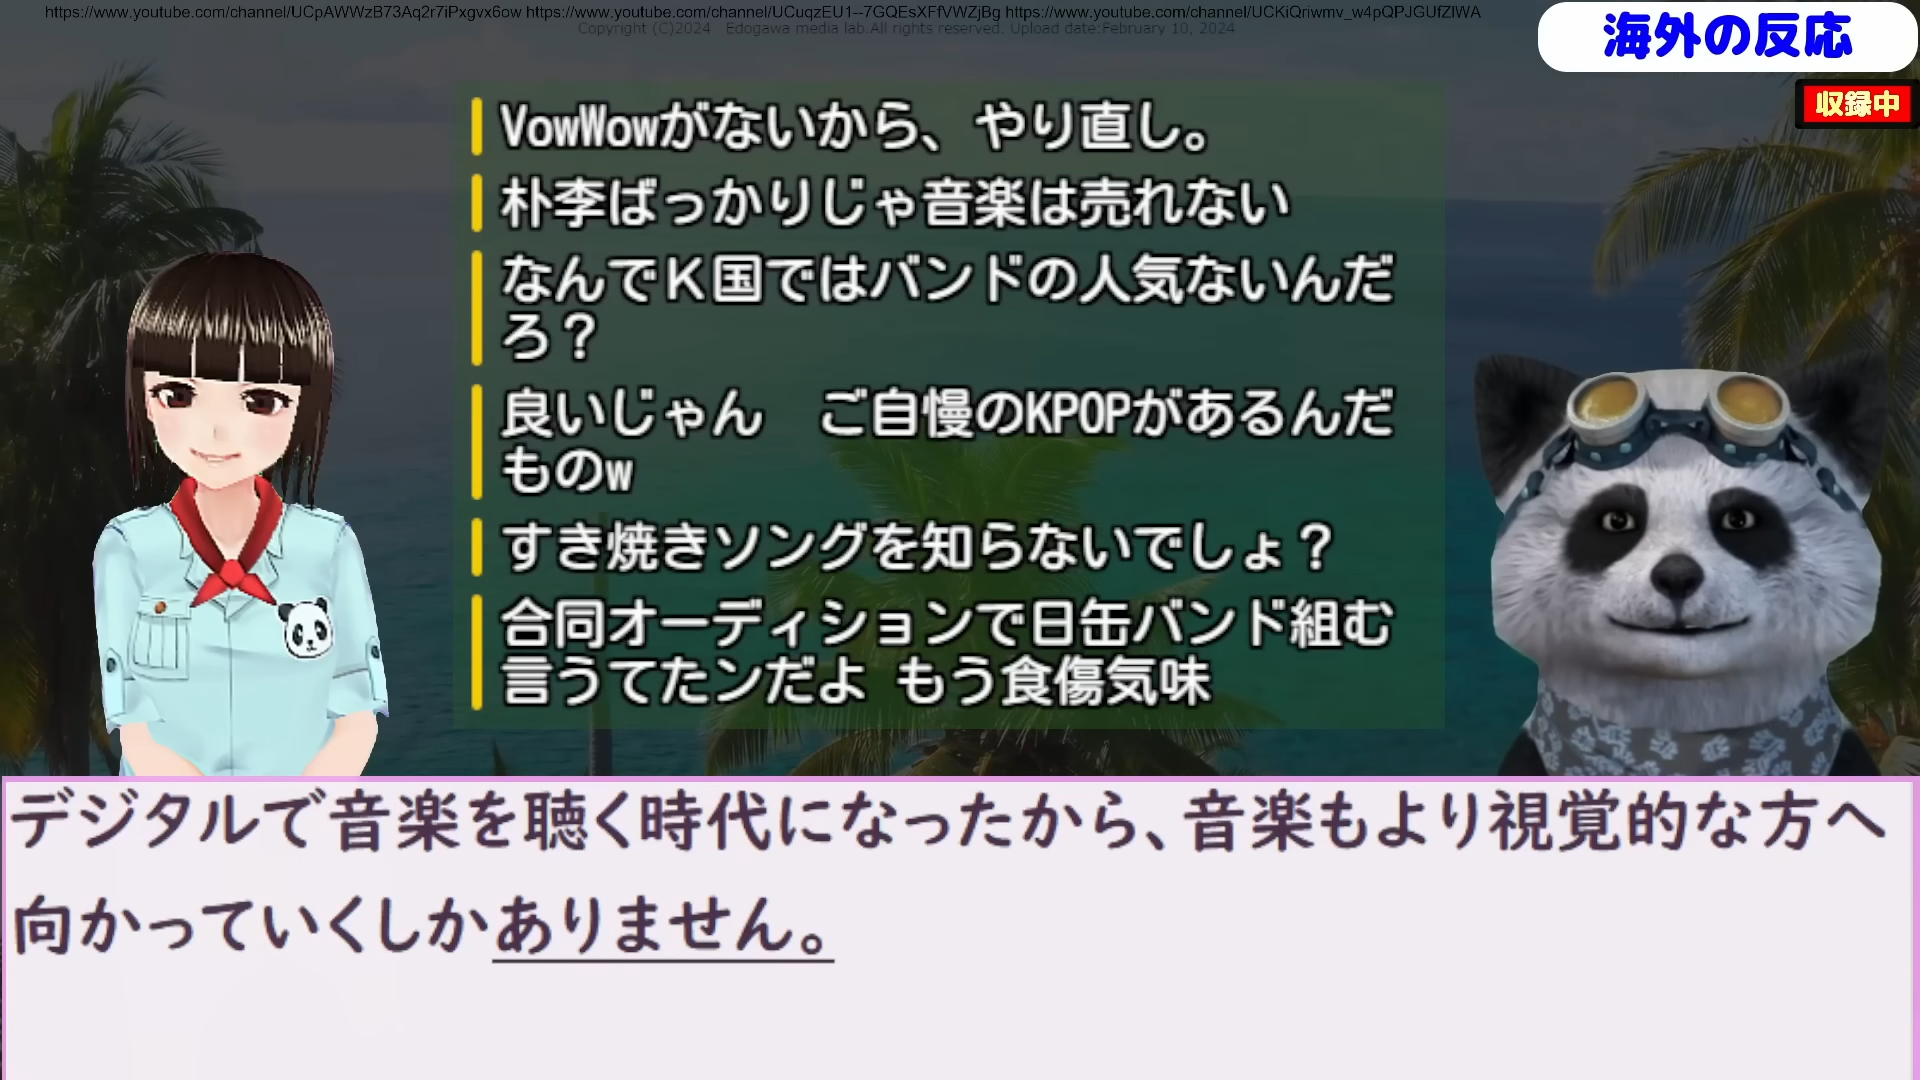 https://www.youtube.com/channel/UCpAWWzB73Aq2r7iPxgvx6ow https://www.youtube.com/channel/UCuqzEU1--7GQEsXFfVWZjBg https://www.youtube.com/channel/UCKiQriwmv_w4pQPJGUfZlWA
Copyright (C)2024 Edogawa media lab.All rights reserved. Upload date:February 10, 2024
海外の反応
収録中
VowWowがないから、やり直し。
朴李ばっかりじゃ音楽は売れない
なんでＫ国ではバンドの人気ないんだ
ろ？
良いじゃん　ご自慢のKPOPがあるんだ
ものw
すき焼きソングを知らないでしょ？
合同オーディションで日缶バンド組む
言うてたンだよ もう食傷気味
デジタルで音楽を聴く時代になったから、音楽もより視覚的な方へ
向かっていくしかありません。